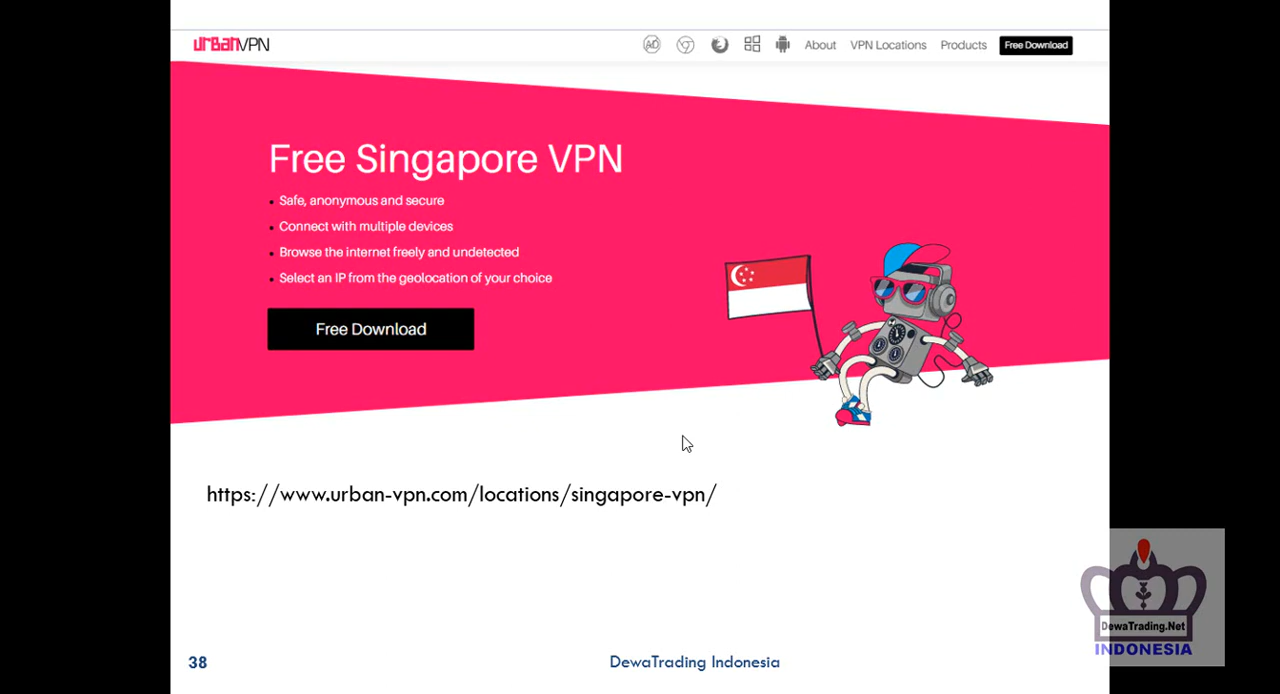 urbanVPN
AD
About
VPN Locations
Products
Free Download
Free Singapore VPN
Safe, anonymous and secure
Connect with multiple devices
Browse the internet freely and undetected
Select an IP from the geolocation of your choice
Free Download
https://www.urban-vpn.com/locations/singapore-vpn/
DewaTrading.Net
INDONESIA
38
DewaTrading Indonesia